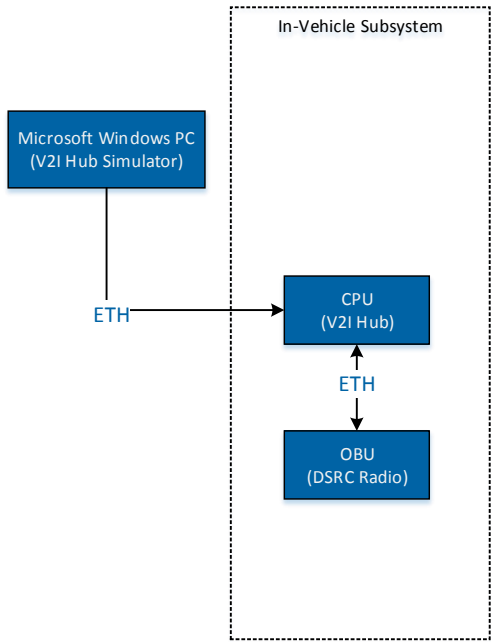 In-Vehicle Subsystem
Microsoft Windows PC
(V2I Hub Simulator)
ETH
CPU
(V2I Hub)
ETH
OBU
(DSRC Radio)